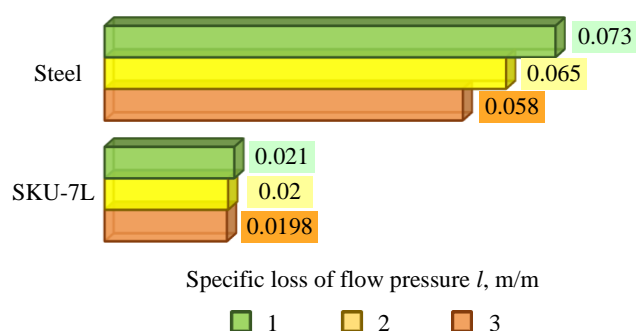 0.073
Steel
0.065
0.058
0.021
SKU-7L
0.02
0.0198
Specific loss of flow pressure l, m/m
1 2 3